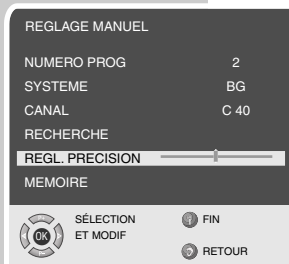 REGLAGE MANUEL
NUMERO PROG 2
SYSTEME BG
CANAL C 40
RECHERCHE
REGL. PRECISION
MEMOIRE
SÉLECTION
ET MODIF
FIN
OK
RETOUR